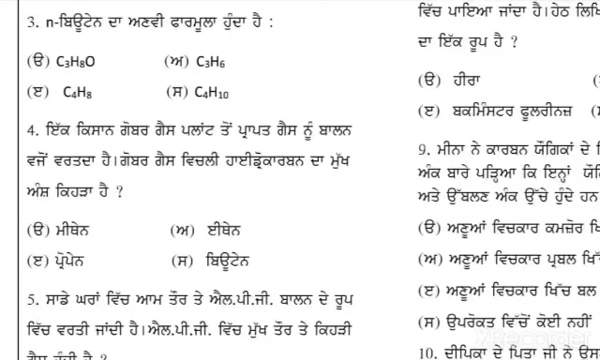 3. n-ਬਿਊਟੇਨ ਦਾ ਅਣਵੀ ਫਾਰਮੂਲਾ ਹੁੰਦਾ ਹੈ :
(ੳ) C₃H₈O (ਅ) C₃H₆
(ੲ) C₄H₈ (ਸ) C₄H₁₀
4. ਇੱਕ ਕਿਸਾਨ ਗੋਬਰ ਗੈਸ ਪਲਾਂਟ ਤੋਂ ਪ੍ਰਾਪਤ ਗੈਸ ਨੂੰ ਬਾਲਨ
ਵਜੋਂ ਵਰਤਦਾ ਹੈ।ਗੋਬਰ ਗੈਸ ਵਿਚਲੀ ਹਾਈਡ੍ਰੋਕਾਰਬਨ ਦਾ ਮੁੱਖ
ਅੰਸ਼ ਕਿਹੜਾ ਹੈ ?
(ੳ) ਮੀਥੇਨ (ਅ) ਈਥੇਨ
(ੲ) ਪ੍ਰੋਪੇਨ (ਸ) ਬਿਊਟੇਨ
5. ਸਾਡੇ ਘਰਾਂ ਵਿੱਚ ਆਮ ਤੌਰ ਤੇ ਐਲ.ਪੀ.ਜੀ. ਬਾਲਨ ਦੇ ਰੂਪ
ਵਿੱਚ ਵਰਤੀ ਜਾਂਦੀ ਹੈ।ਐਲ.ਪੀ.ਜੀ. ਵਿੱਚ ਮੁੱਖ ਤੌਰ ਤੇ ਕਿਹੜੀ
ਵਿੱਚ ਪਾਇਆ ਜਾਂਦਾ ਹੈ। ਹੇਠ
ਦਾ ਇੱਕ ਰੂਪ ਹੈ ?
(ੳ) ਹੀਰਾ
(ੲ) ਬਕਮਿੰਸਟਰ ਫੂਲਰੀਨਜ਼
9. ਮੀਨਾ ਨੇ ਕਾਰਬਨ ਯੌਗਿਕਾਂ ਦੇ
ਅੰਕ ਬਾਰੇ ਪੜ੍ਹਿਆ ਕਿ ਇਨ੍ਹਾਂ
ਅਤੇ ਉੱਬਲਣ ਅੰਕ ਉੱਚੇ ਹੁੰਦੇ ਹਨ
(ੳ) ਅਣੂਆਂ ਵਿਚਕਾਰ ਕਮਜ਼ੋਰ
(ਅ) ਅਣੂਆਂ ਵਿਚਕਾਰ ਪ੍ਰਬਲ
(ੲ) ਅਣੂਆਂ ਵਿਚਕਾਰ ਖਿੱਚ ਬਲ
(ਸ) ਉਪਰੋਕਤ ਵਿੱਚੋਂ ਕੋਈ ਨਹੀਂ
10. ਦੀਪਿਕਾ ਦੇ ਪਿਤਾ ਜੀ ਨੇ ਉਸ